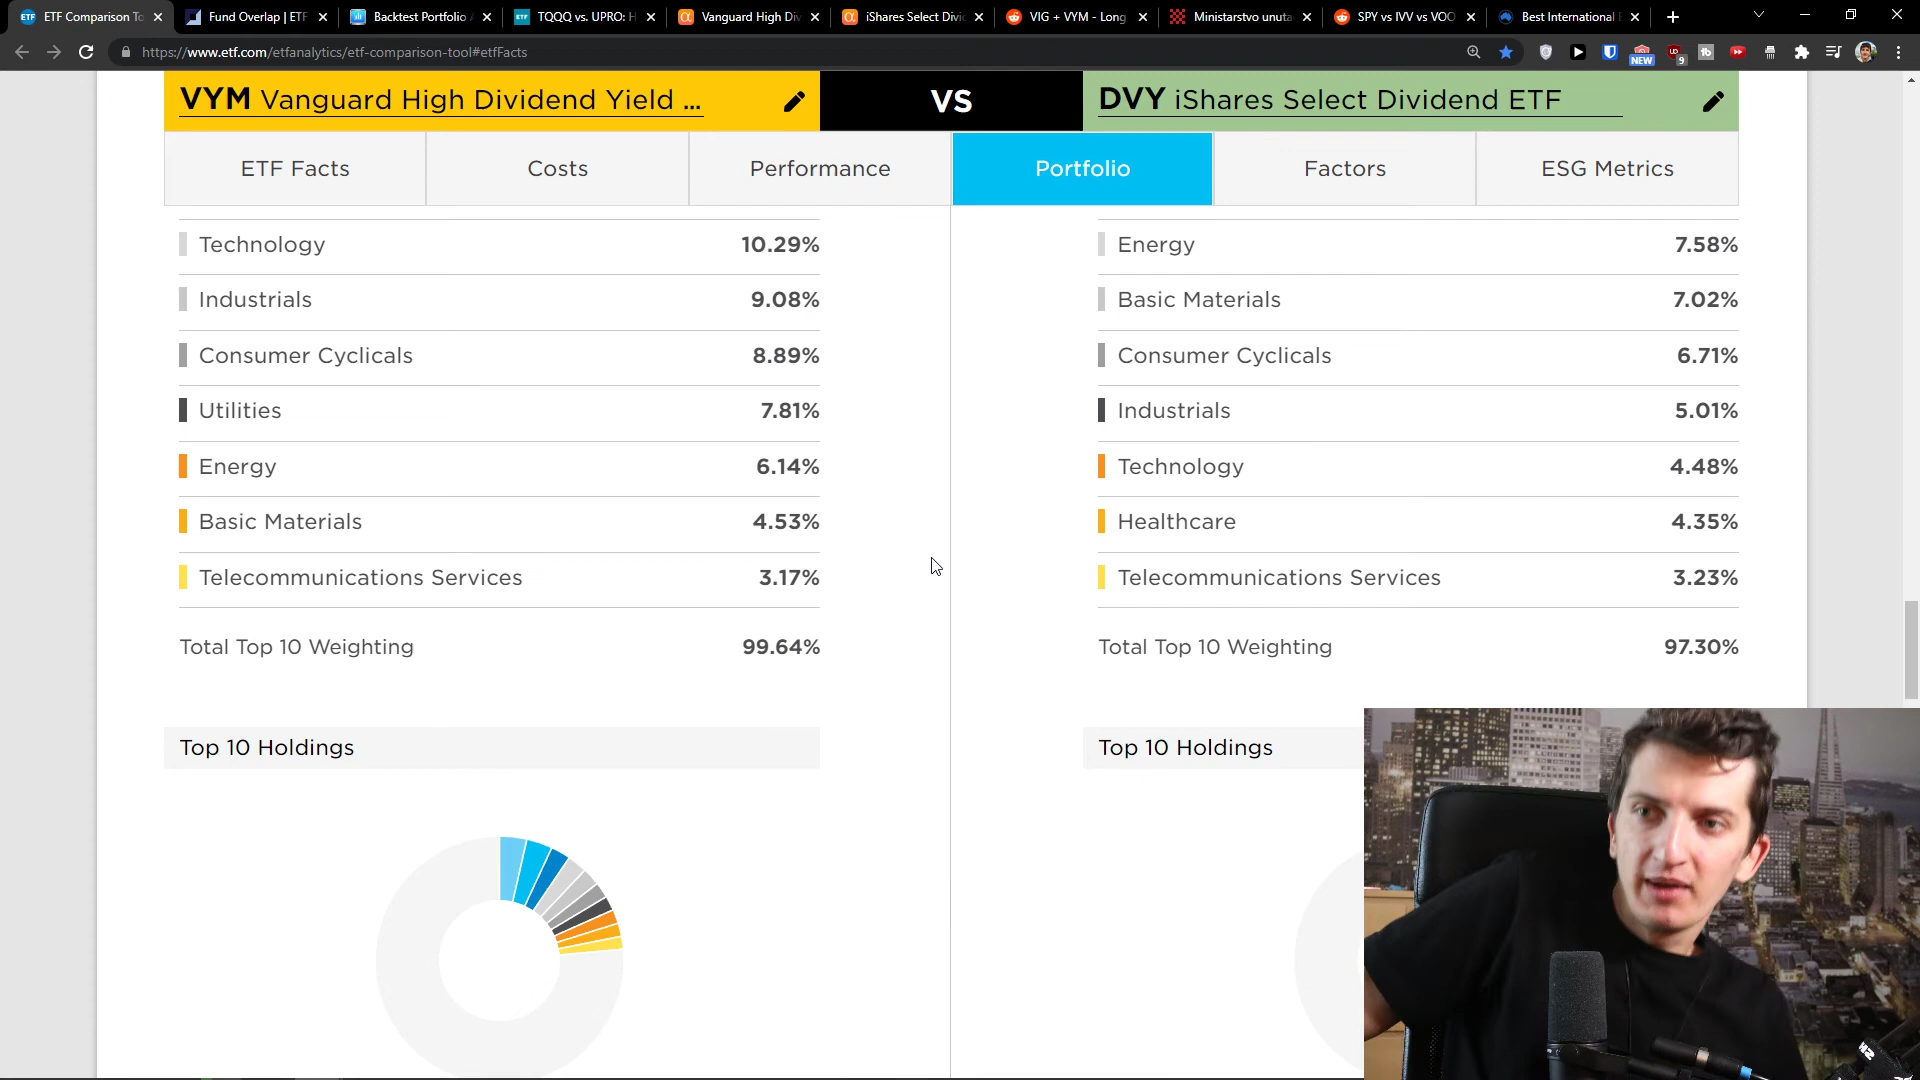 ETF Comparison To
Fund Overlap | ETF
Backtest Portfolio A
TQQQ vs. UPRO: H
Vanguard High Div
iShares Select Divid
VIG + VYM - Long
Ministarstvo unuta
SPY vs IVV vs VOO
Best International E
https://www.etf.com/etfanalytics/etf-comparison-tool#etfFacts
NEW
9
VYM Vanguard High Dividend Yield ...
VS
DVY iShares Select Dividend ETF
ETF Facts
Costs
Performance
Portfolio
Factors
ESG Metrics
Technology 10.29%
Industrials 9.08%
Consumer Cyclicals 8.89%
Utilities 7.81%
Energy 6.14%
Basic Materials 4.53%
Telecommunications Services 3.17%
Total Top 10 Weighting 99.64%
Energy 7.58%
Basic Materials 7.02%
Consumer Cyclicals 6.71%
Industrials 5.01%
Technology 4.48%
Healthcare 4.35%
Telecommunications Services 3.23%
Total Top 10 Weighting 97.30%
Top 10 Holdings
Top 10 Holdings